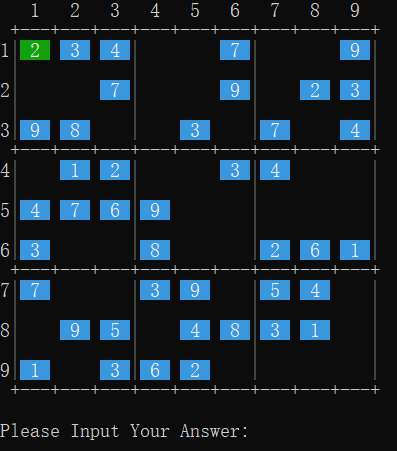 1 2 3 4 5 6 7 8 9
+---+---+---+---+---+---+---+---+---+
1| 2 3 4 | 7 | 9 |
2| 7 | 9 | 2 3 |
3| 9 8 | 3 | 7 4 |
+---+---+---+---+---+---+---+---+---+
4| 1 2 | 3 | 4 |
5| 4 7 6 | 9 | |
6| 3 | 8 | 2 6 1 |
+---+---+---+---+---+---+---+---+---+
7| 7 | 3 9 | 5 4 |
8| 9 5 | 4 8 | 3 1 |
9| 1 3 | 6 2 | |
+---+---+---+---+---+---+---+---+---+
Please Input Your Answer: